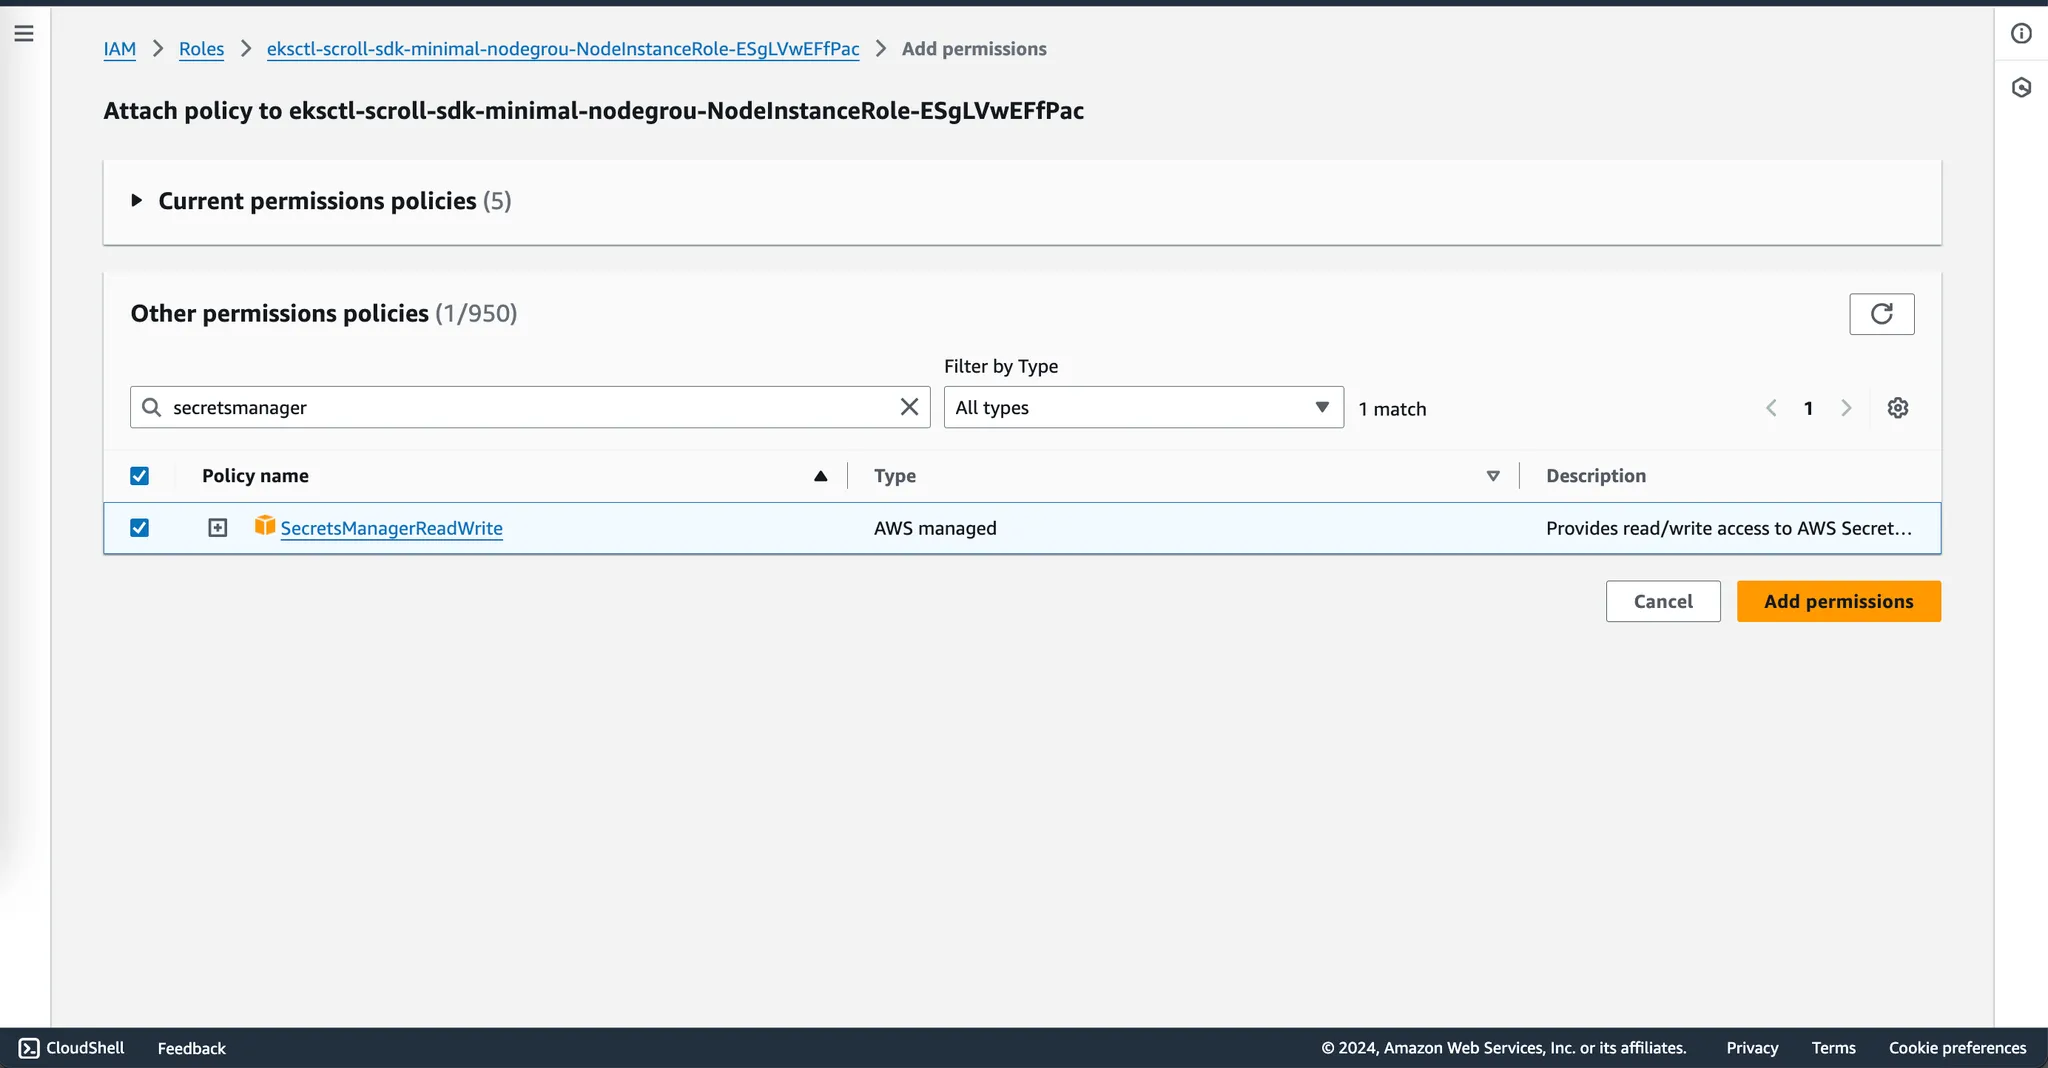 IAM > Roles > eksctl-scroll-sdk-minimal-nodegrou-NodeInstanceRole-ESgLVwEFfPac > Add permissions
Attach policy to eksctl-scroll-sdk-minimal-nodegrou-NodeInstanceRole-ESgLVwEFfPac
Current permissions policies (5)
Other permissions policies (1/950)
Filter by Type
secretsmanager All types 1 match 1
Policy name Type Description
SecretsManagerReadWrite AWS managed Provides read/write access to AWS Secret...
Cancel Add permissions
CloudShell Feedback © 2024, Amazon Web Services, Inc. or its affiliates. Privacy Terms Cookie preferences